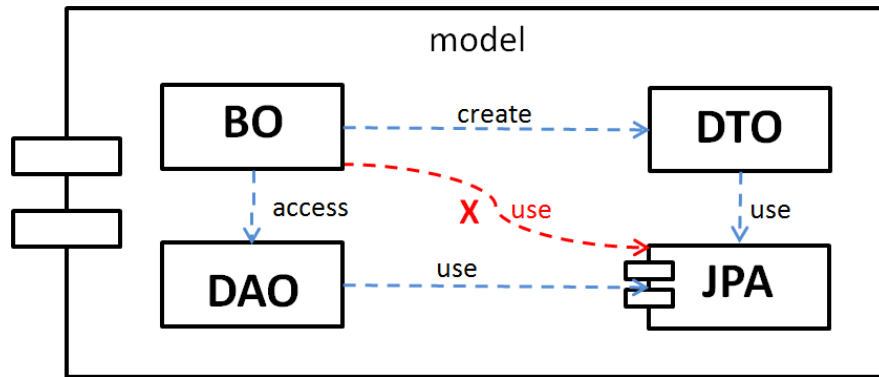 model
BO
create
DTO
access
X use
use
DAO
use
JPA